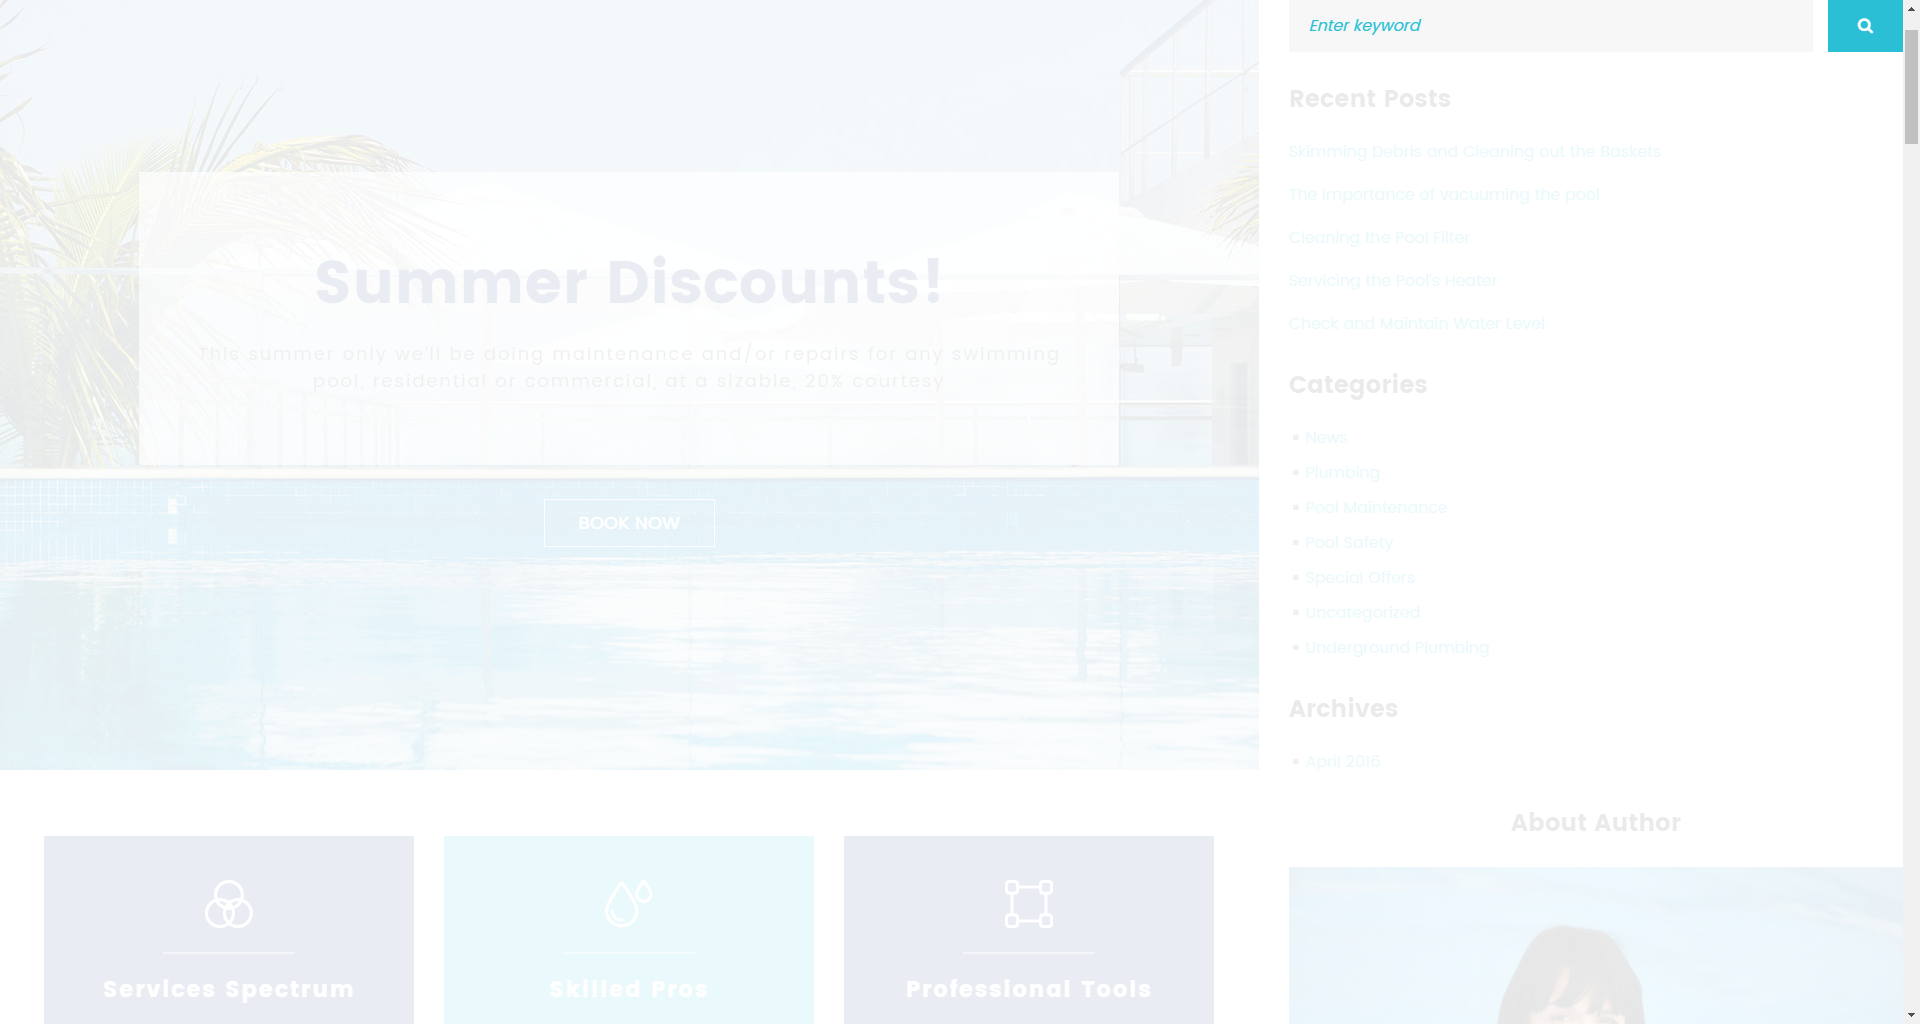 Enter keyword
Recent Posts
Skimming Debris and Cleaning out the Baskets
The importance of vacuuming the pool
Cleaning the Pool Filter
Servicing the Pool's Heater
Check and Maintain Water Level
Categories
News
Plumbing
Pool Maintenance
Pool Safety
Special Offers
Uncategorized
Underground Plumbing
Archives
April 2016
About Author
Summer Discounts!
This summer only we'll be doing maintenance and/or repairs for any swimming
pool, residential or commercial, at a sizable, 20% courtesy
BOOK NOW
Services Spectrum
Skilled Pros
Professional Tools